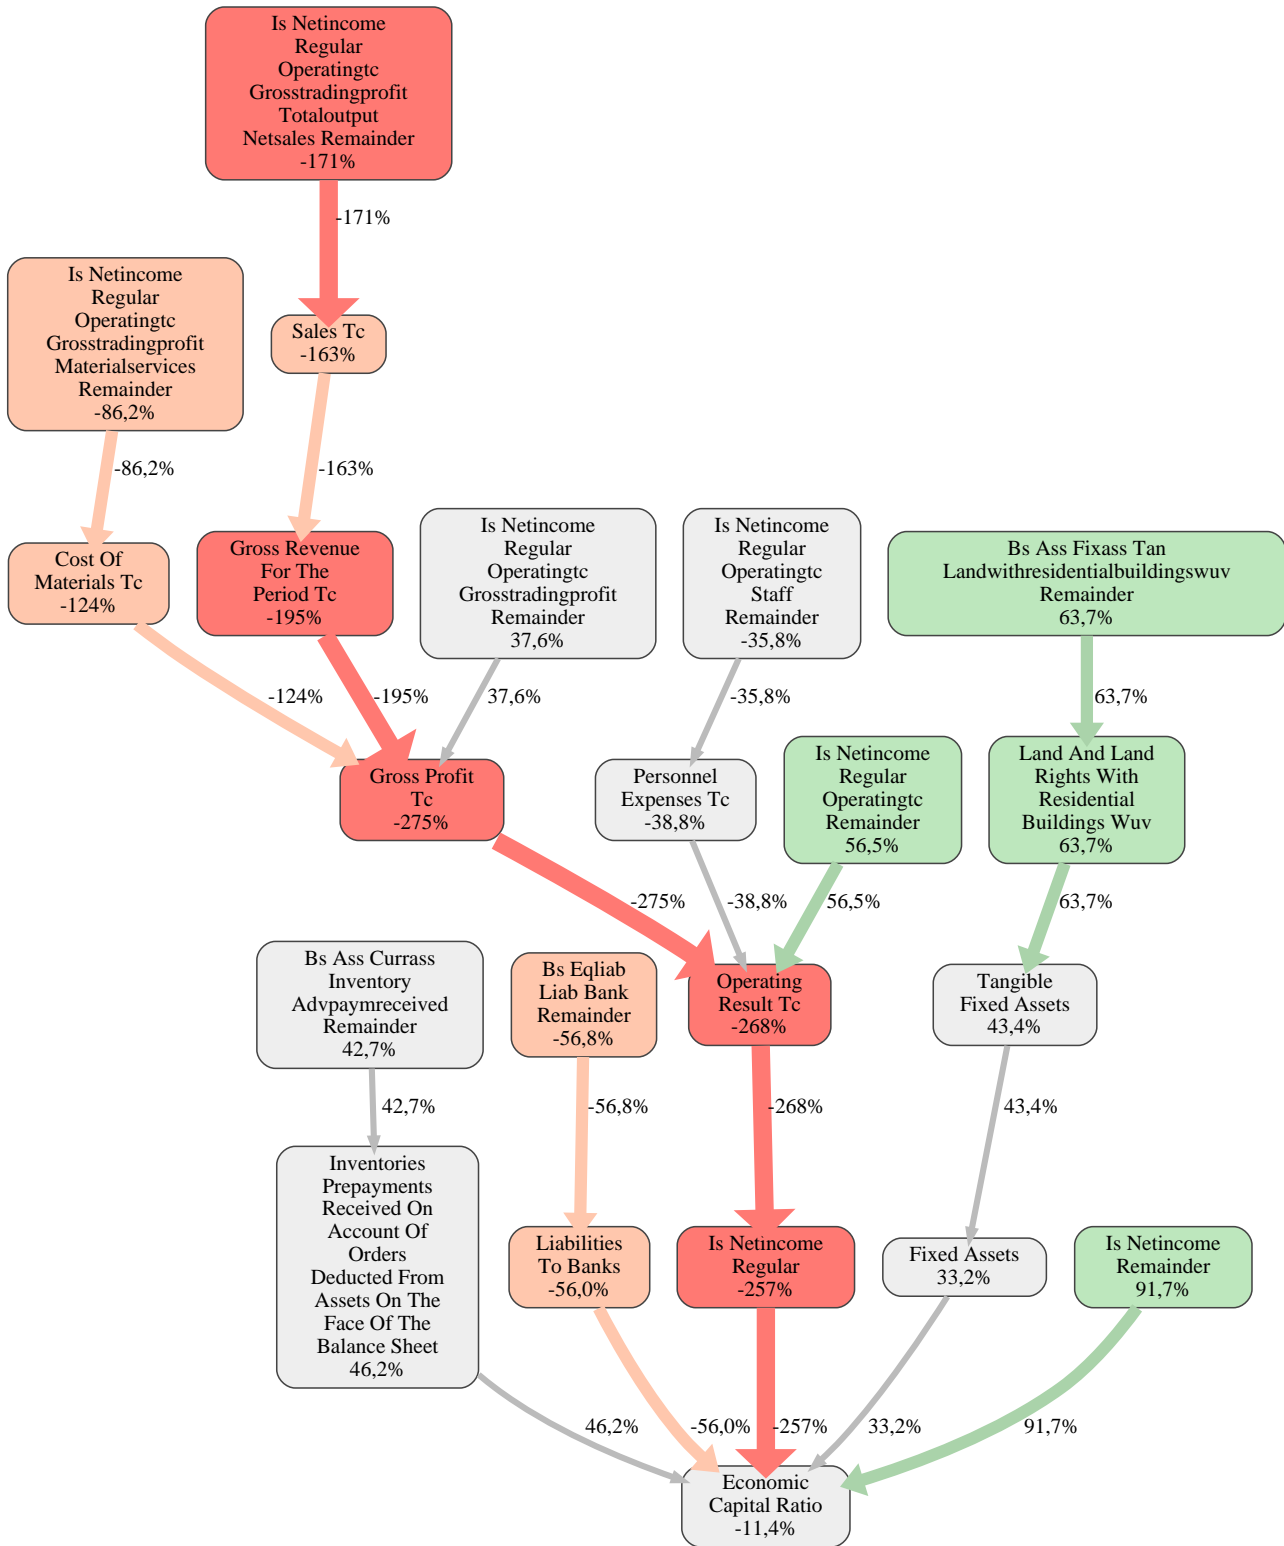 Is Netincome
Regular
Operatingtc
Grosstradingprofit
Totaloutput
Netsales Remainder
-171%
-171%
Is Netincome
Regular
Operatingtc
Grosstradingprofit
Materialservices
Remainder
-86,2%
Sales Tc
-163%
-86,2%
-163%
Cost Of
Materials Tc
-124%
Gross Revenue
For The
Period Tc
-195%
Is Netincome
Regular
Operatingtc
Grosstradingprofit
Remainder
37,6%
Is Netincome
Regular
Operatingtc
Staff
Remainder
-35,8%
Bs Ass Fixass Tan
Landwithresidentialbuildingswuv
Remainder
63,7%
-124%
-195%
37,6%
-35,8%
63,7%
Gross Profit
Tc
-275%
Personnel
Expenses Tc
-38,8%
Is Netincome
Regular
Operatingtc
Remainder
56,5%
Land And Land
Rights With
Residential
Buildings Wuv
63,7%
-275%
-38,8%
56,5%
63,7%
Bs Ass Currass
Inventory
Advpaymreceived
Remainder
42,7%
Bs Eqliab
Liab Bank
Remainder
-56,8%
Operating
Result Tc
-268%
Tangible
Fixed Assets
43,4%
42,7%
-56,8%
-268%
43,4%
Inventories
Prepayments
Received On
Account Of
Orders
Deducted From
Assets On The
Face Of The
Balance Sheet
46,2%
Liabilities
To Banks
-56,0%
Is Netincome
Regular
-257%
Fixed Assets
33,2%
Is Netincome
Remainder
91,7%
46,2%
-56,0%
-257%
33,2%
91,7%
Economic
Capital Ratio
-11,4%